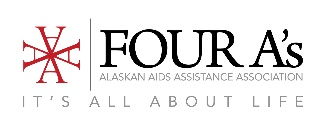 FOUR A's
ALASKAN AIDS ASSISTANCE ASSOCIATION
IT'S ALL ABOUT LIFE